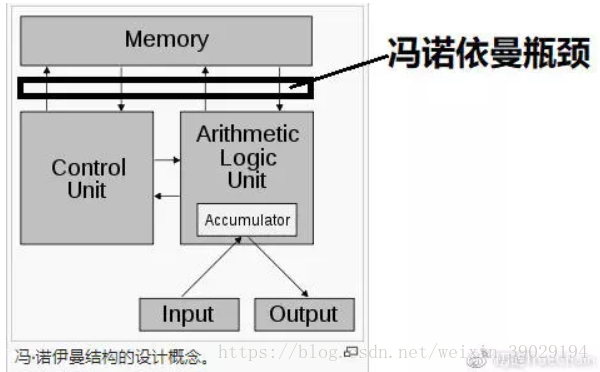 Memory
冯诺依曼瓶颈
Control
Unit
Arithmetic
Logic
Unit
Accumulator
Input
Output
冯·诺伊曼结构的设计概念。
https://blog.csdn.net/weixin_39029194